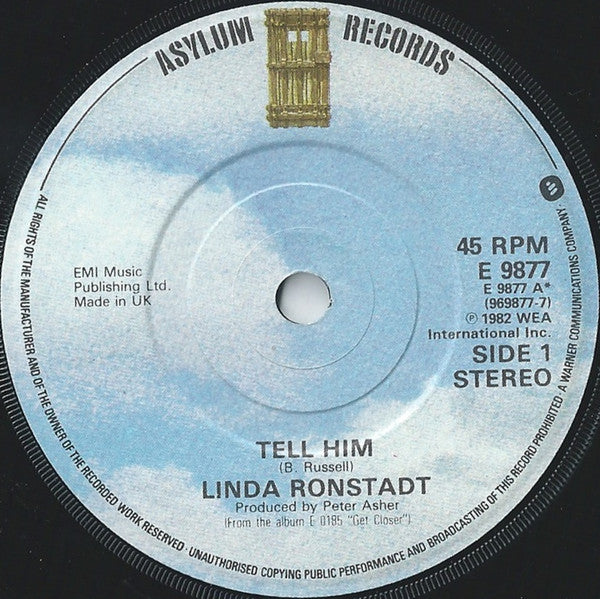 ASYLUM RECORDS
EMI Music
Publishing Ltd.
Made in UK
45 RPM
E 9877
E 9877 A*
(969877-7)
℗ 1982 WEA
International Inc.
SIDE 1
STEREO
TELL HIM
(B. Russell)
LINDA RONSTADT
Produced by Peter Asher
(From the album E 0185 "Get Closer")
ALL RIGHTS OF THE MANUFACTURER AND OF THE OWNER OF THE RECORDED WORK RESERVED · UNAUTHORISED COPYING PUBLIC PERFORMANCE AND BROADCASTING OF THIS RECORD PROHIBITED · A WARNER COMMUNICATIONS COMPANY ·